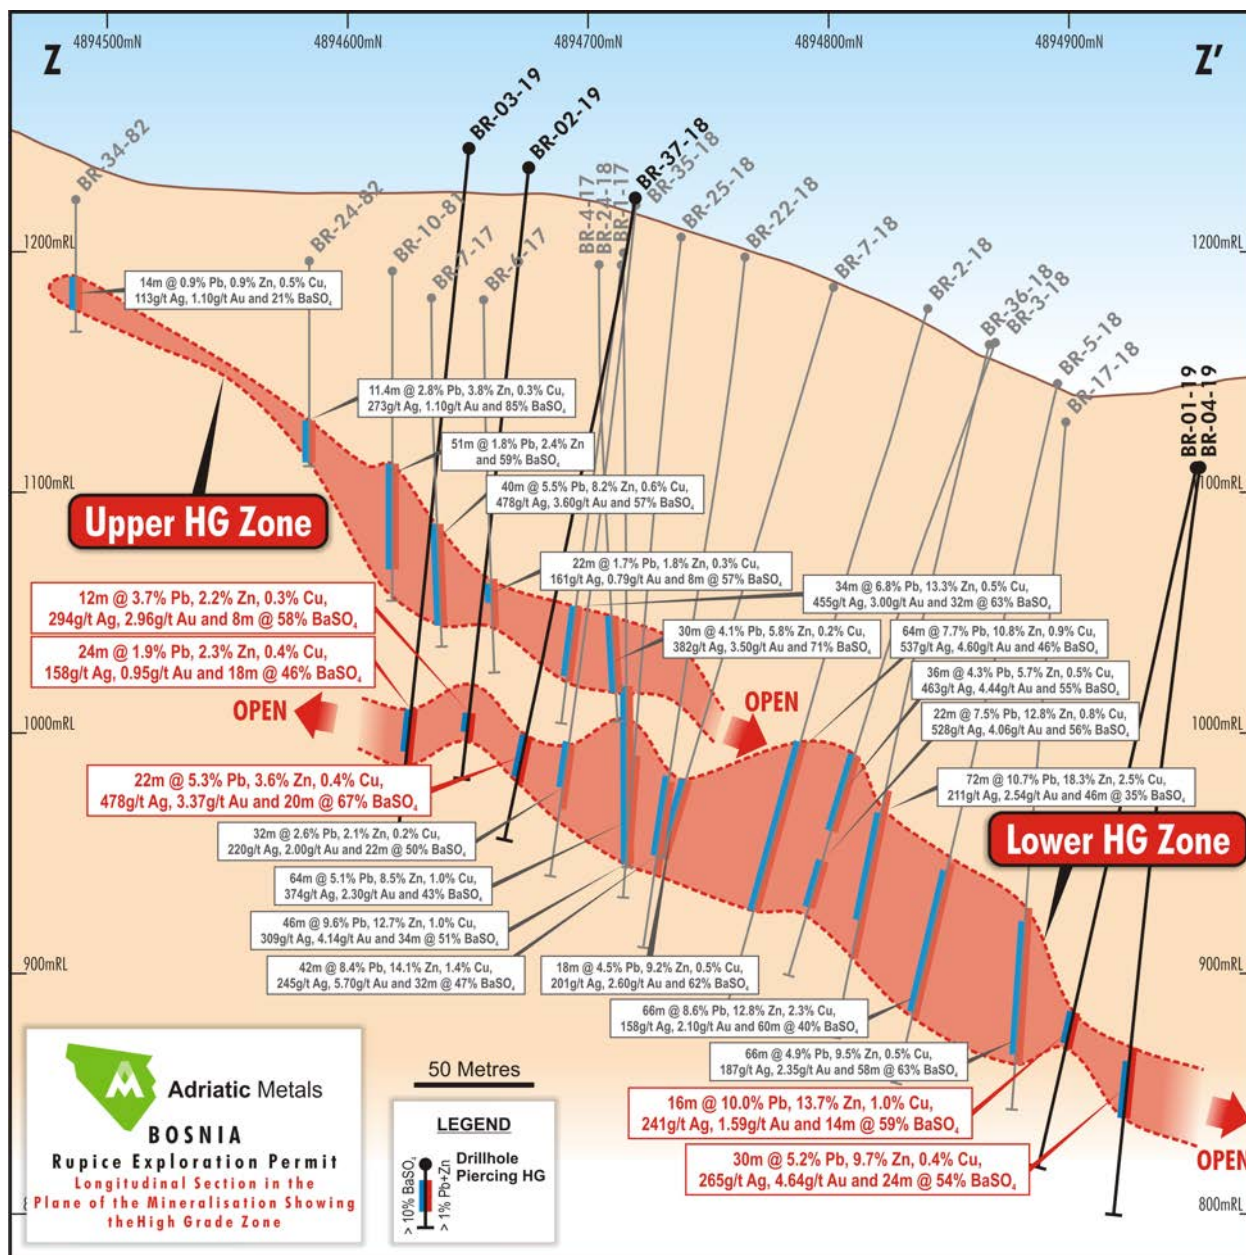 4894500mN
4894600mN
4894700mN
4894800mN
4894900mN
Z
Z'
BR-34-82
BR-24-82
BR-10-81
BR-7-17
BR-03-19
BR-6-17
BR-02-19
BR-4-17
BR-24-18
BR-1-17
BR-37-18
BR-35-18
BR-25-18
BR-22-18
BR-7-18
BR-2-18
BR-36-18
BR-3-18
BR-5-18
BR-17-18
BR-01-19
BR-04-19
1200mRL
1200mRL
14m @ 0.9% Pb, 0.9% Zn, 0.5% Cu,
113g/t Ag, 1.10g/t Au and 21% BaSO₄
11.4m @ 2.8% Pb, 3.8% Zn, 0.3% Cu,
273g/t Ag, 1.10g/t Au and 85% BaSO₄
51m @ 1.8% Pb, 2.4% Zn
and 59% BaSO₄
1100mRL
100mRL
40m @ 5.5% Pb, 8.2% Zn, 0.6% Cu,
478g/t Ag, 3.60g/t Au and 57% BaSO₄
Upper HG Zone
22m @ 1.7% Pb, 1.8% Zn, 0.3% Cu,
161g/t Ag, 0.79g/t Au and 8m @ 57% BaSO₄
34m @ 6.8% Pb, 13.3% Zn, 0.5% Cu,
455g/t Ag, 3.00g/t Au and 32m @ 63% BaSO₄
12m @ 3.7% Pb, 2.2% Zn, 0.3% Cu,
294g/t Ag, 2.96g/t Au and 8m @ 58% BaSO₄
30m @ 4.1% Pb, 5.8% Zn, 0.2% Cu,
382g/t Ag, 3.50g/t Au and 71% BaSO₄
64m @ 7.7% Pb, 10.8% Zn, 0.9% Cu,
537g/t Ag, 4.60g/t Au and 46% BaSO₄
24m @ 1.9% Pb, 2.3% Zn, 0.4% Cu,
158g/t Ag, 0.95g/t Au and 18m @ 46% BaSO₄
36m @ 4.3% Pb, 5.7% Zn, 0.5% Cu,
463g/t Ag, 4.44g/t Au and 55% BaSO₄
OPEN
OPEN
1000mRL
1000mRL
22m @ 7.5% Pb, 12.8% Zn, 0.8% Cu,
528g/t Ag, 4.06g/t Au and 56% BaSO₄
22m @ 5.3% Pb, 3.6% Zn, 0.4% Cu,
478g/t Ag, 3.37g/t Au and 20m @ 67% BaSO₄
72m @ 10.7% Pb, 18.3% Zn, 2.5% Cu,
211g/t Ag, 2.54g/t Au and 46m @ 35% BaSO₄
32m @ 2.6% Pb, 2.1% Zn, 0.2% Cu,
220g/t Ag, 2.00g/t Au and 22m @ 50% BaSO₄
Lower HG Zone
64m @ 5.1% Pb, 8.5% Zn, 1.0% Cu,
374g/t Ag, 2.30g/t Au and 43% BaSO₄
46m @ 9.6% Pb, 12.7% Zn, 1.0% Cu,
309g/t Ag, 4.14g/t Au and 34m @ 51% BaSO₄
900mRL
900mRL
42m @ 8.4% Pb, 14.1% Zn, 1.4% Cu,
245g/t Ag, 5.70g/t Au and 32m @ 47% BaSO₄
18m @ 4.5% Pb, 9.2% Zn, 0.5% Cu,
201g/t Ag, 2.60g/t Au and 62% BaSO₄
66m @ 8.6% Pb, 12.8% Zn, 2.3% Cu,
158g/t Ag, 2.10g/t Au and 60m @ 40% BaSO₄
66m @ 4.9% Pb, 9.5% Zn, 0.5% Cu,
187g/t Ag, 2.35g/t Au and 58m @ 63% BaSO₄
16m @ 10.0% Pb, 13.7% Zn, 1.0% Cu,
241g/t Ag, 1.59g/t Au and 14m @ 59% BaSO₄
30m @ 5.2% Pb, 9.7% Zn, 0.4% Cu,
265g/t Ag, 4.64g/t Au and 24m @ 54% BaSO₄
OPEN
800mRL
Adriatic Metals
BOSNIA
Rupice Exploration Permit
Longitudinal Section in the
Plane of the Mineralisation Showing
theHigh Grade Zone
50 Metres
LEGEND
Drillhole
Piercing HG
> 10% BaSO₄
> 1% Pb+Zn